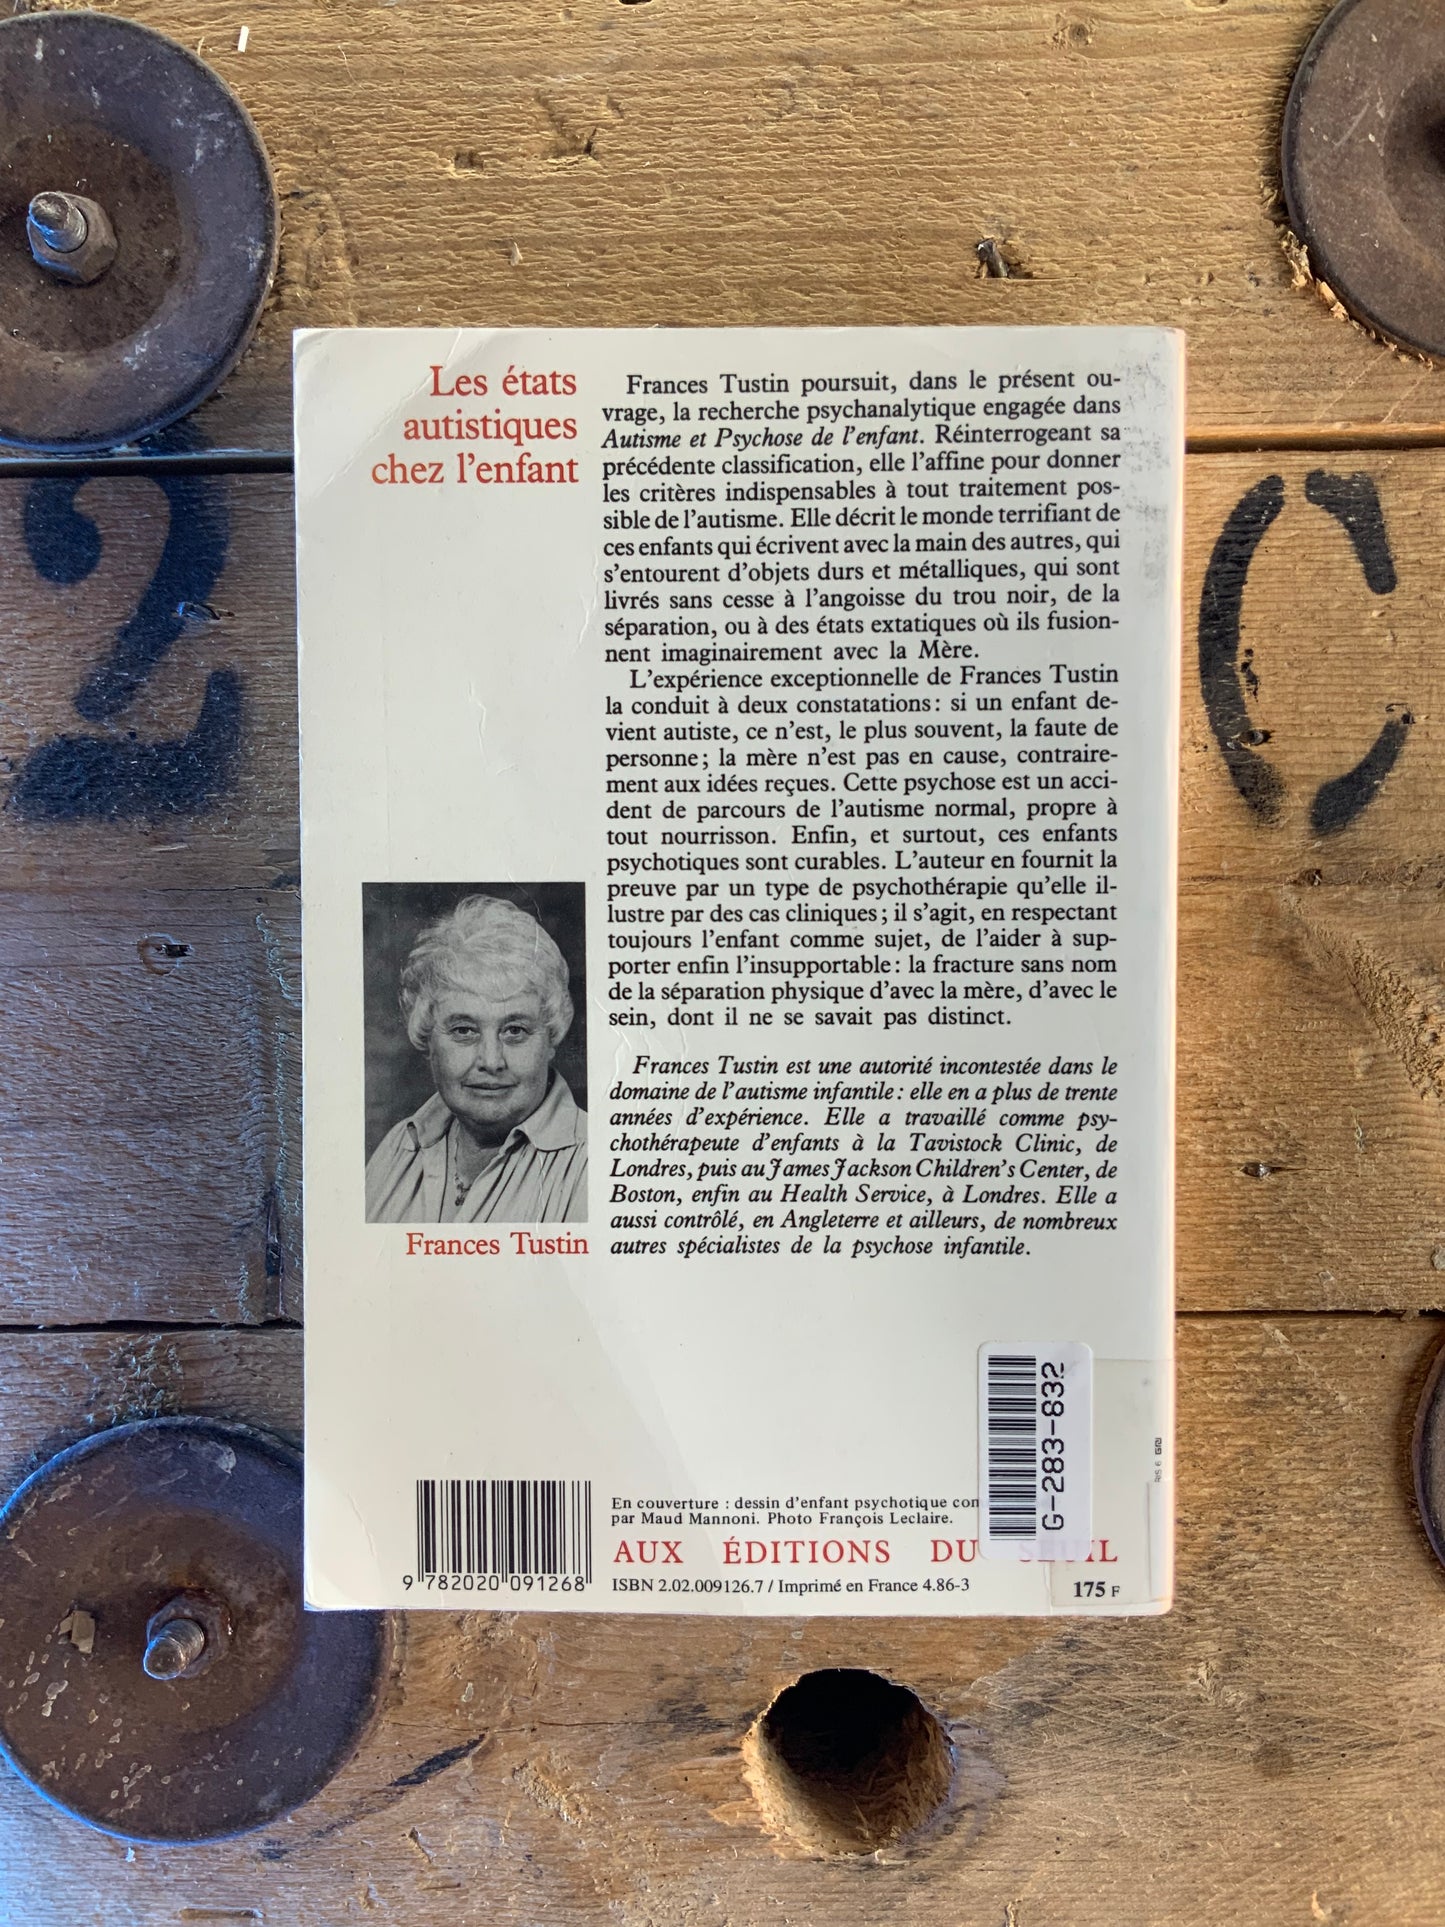 Les états
autistiques
chez l'enfant
Frances Tustin poursuit, dans le présent ou-
vrage, la recherche psychanalytique engagée dans
Autisme et Psychose de l'enfant. Réinterrogeant sa
précédente classification, elle l'affine pour donner
les critères indispensables à tout traitement pos-
sible de l'autisme. Elle décrit le monde terrifiant de
ces enfants qui écrivent avec la main des autres, qui
s'entourent d'objets durs et métalliques, qui sont
livrés sans cesse à l'angoisse du trou noir, de la
séparation, ou à des états extatiques où ils fusion-
nent imaginairement avec la Mère.
L'expérience exceptionnelle de Frances Tustin
la conduit à deux constatations : si un enfant de-
vient autiste, ce n'est, le plus souvent, la faute de
personne ; la mère n'est pas en cause, contraire-
ment aux idées reçues. Cette psychose est un acci-
dent de parcours de l'autisme normal, propre à
tout nourrisson. Enfin, et surtout, ces enfants
psychotiques sont curables. L'auteur en fournit la
preuve par un type de psychothérapie qu'elle il-
lustre par des cas cliniques ; il s'agit, en respectant
toujours l'enfant comme sujet, de l'aider à sup-
porter enfin l'insupportable : la fracture sans nom
de la séparation physique d'avec la mère, d'avec le
sein, dont il ne se savait pas distinct.
Frances Tustin est une autorité incontestée dans le
domaine de l'autisme infantile : elle en a plus de trente
années d'expérience. Elle a travaillé comme psy-
chothérapeute d'enfants à la Tavistock Clinic, de
Londres, puis au James Jackson Children's Center, de
Boston, enfin au Health Service, à Londres. Elle a
aussi contrôlé, en Angleterre et ailleurs, de nombreux
autres spécialistes de la psychose infantile.
Frances Tustin
En couverture : dessin d'enfant psychotique
par Maud Mannoni. Photo François Leclaire.
AUX ÉDITIONS DU SEUIL
ISBN 2.02.009126.7 / Imprimé en France 4.86-3
175 F
9 782020 091268
G-283-832
2
C